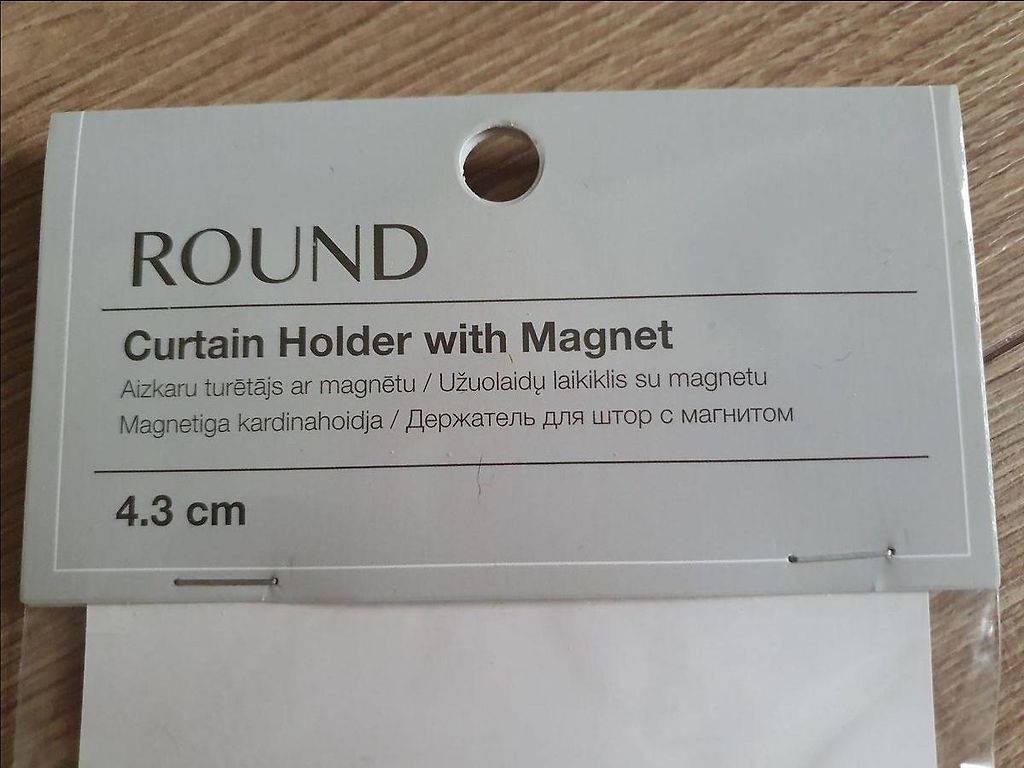 ROUND
Curtain Holder with Magnet
Aizkaru turētājs ar magnētu / Užuolaidų laikiklis su magnetu
Magnetiga kardinahoidja / Держатель для штор с магнитом
4.3 cm